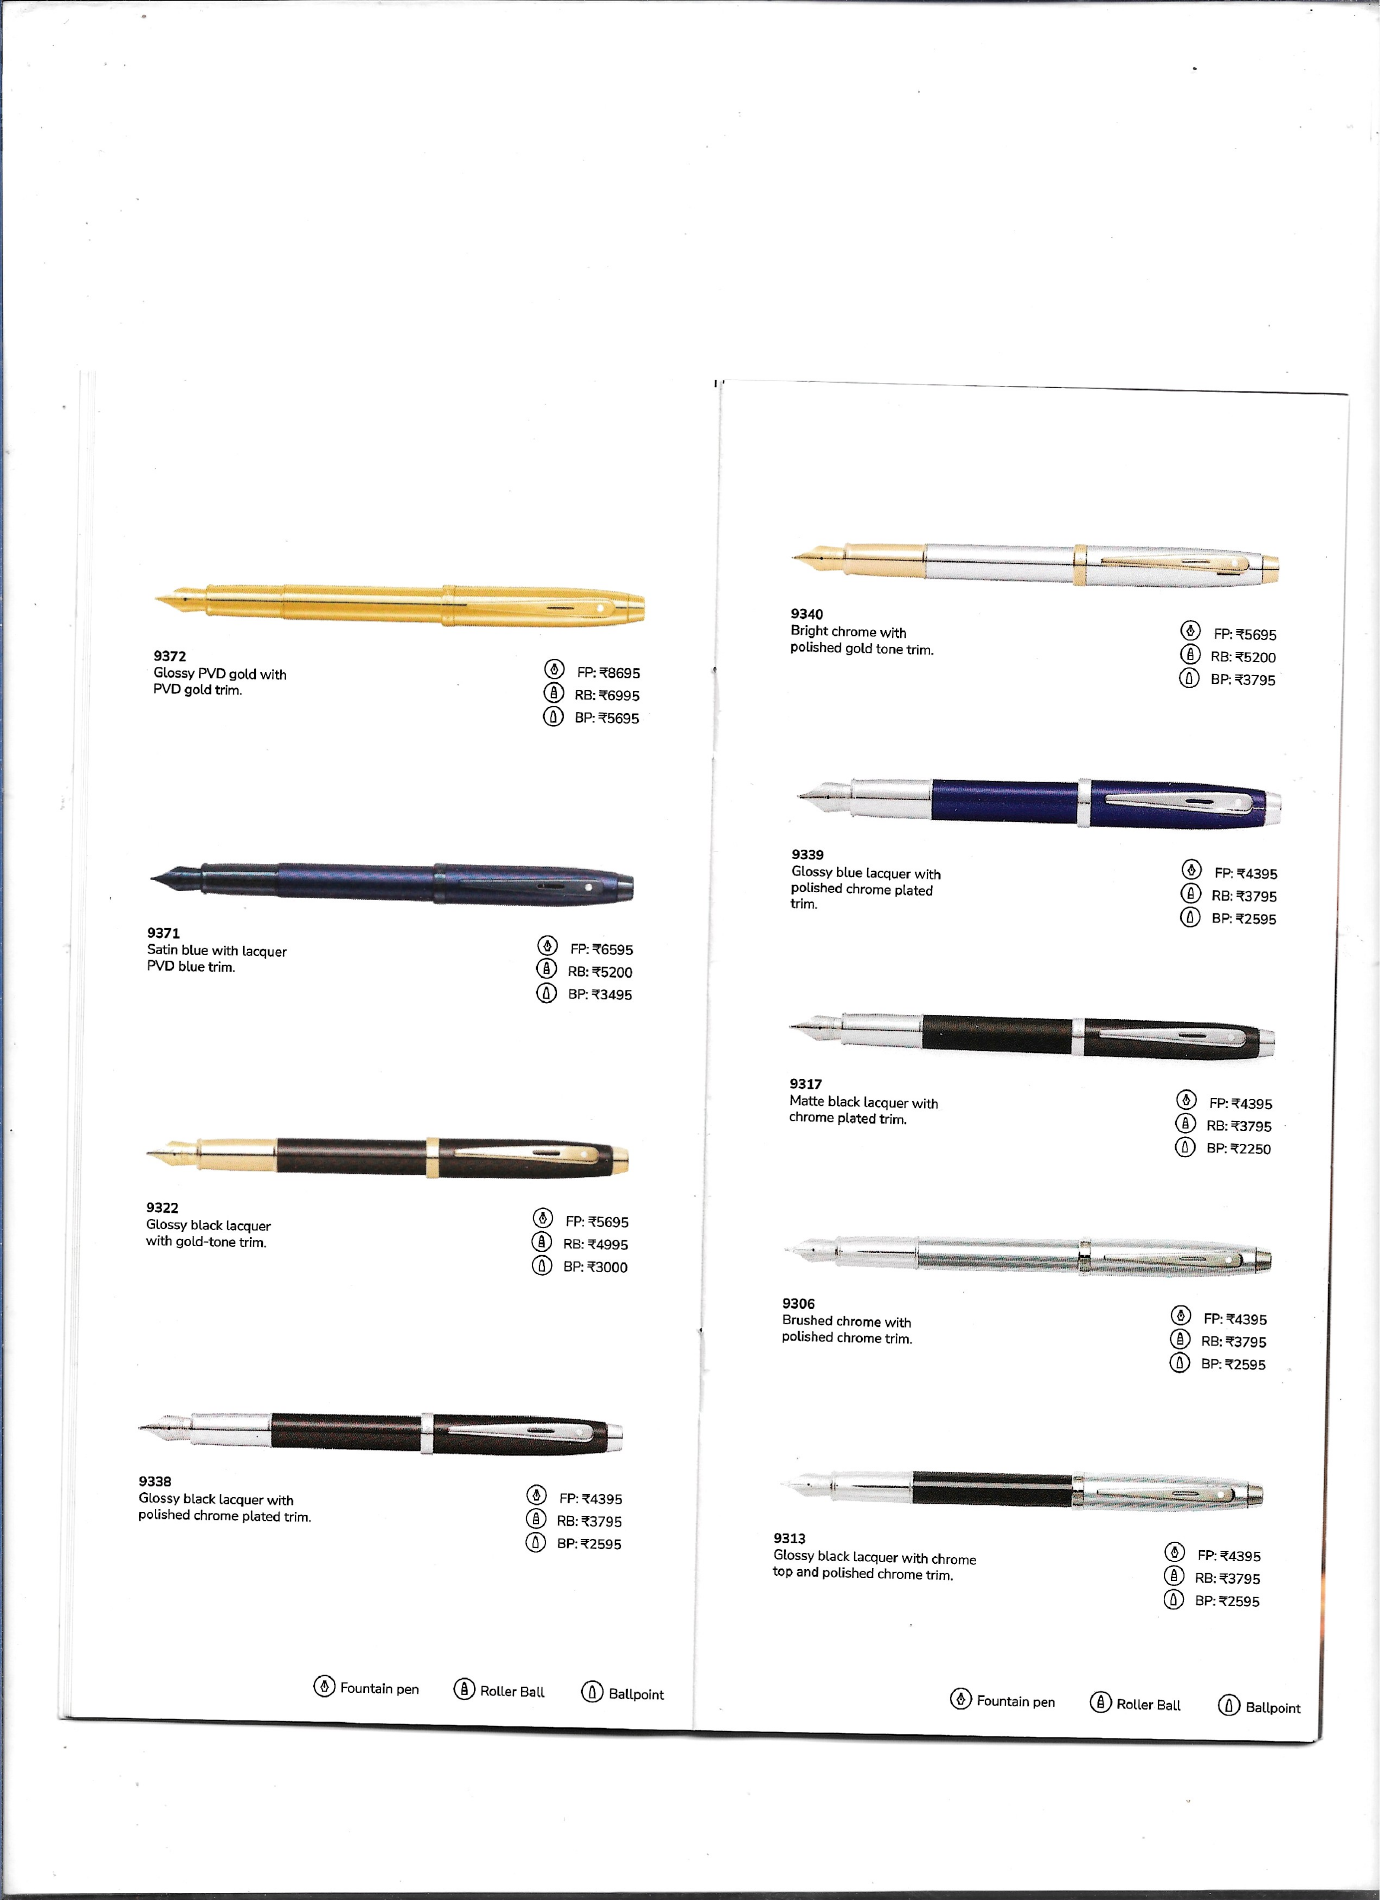 9372
Glossy PVD gold with
PVD gold trim.
FP: ₹8695
RB: ₹6995
BP: ₹5695
9371
Satin blue with lacquer
PVD blue trim.
FP: ₹6595
RB: ₹5200
BP: ₹3495
9322
Glossy black lacquer
with gold-tone trim.
FP: ₹5695
RB: ₹4995
BP: ₹3000
9338
Glossy black lacquer with
polished chrome plated trim.
FP: ₹4395
RB: ₹3795
BP: ₹2595
Fountain pen Roller Ball Ballpoint
9340
Bright chrome with
polished gold tone trim.
FP: ₹5695
RB: ₹5200
BP: ₹3795
9339
Glossy blue lacquer with
polished chrome plated
trim.
FP: ₹4395
RB: ₹3795
BP: ₹2595
9317
Matte black lacquer with
chrome plated trim.
FP: ₹4395
RB: ₹3795
BP: ₹2250
9306
Brushed chrome with
polished chrome trim.
FP: ₹4395
RB: ₹3795
BP: ₹2595
9313
Glossy black lacquer with chrome
top and polished chrome trim.
FP: ₹4395
RB: ₹3795
BP: ₹2595
Fountain pen Roller Ball Ballpoint